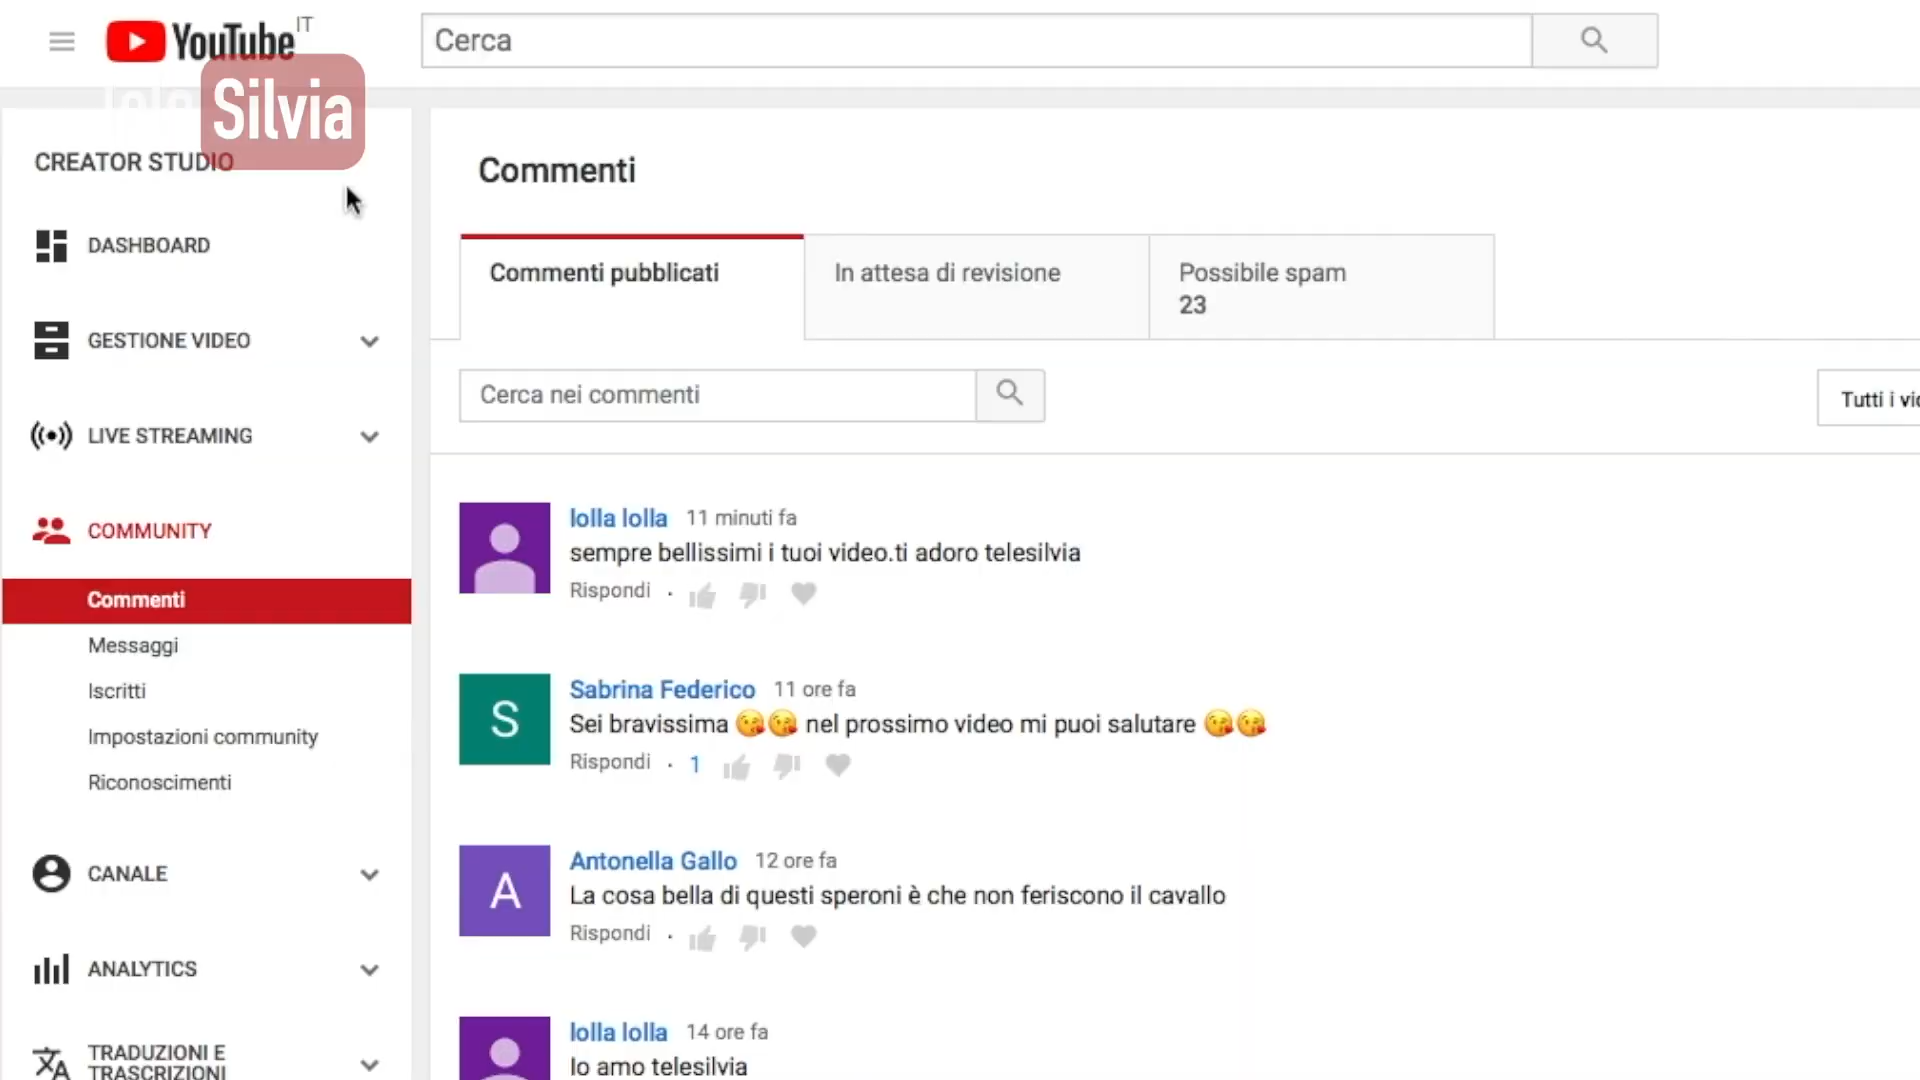 YouTube IT
Cerca
Tele Silvia
CREATOR STUDIO
DASHBOARD
GESTIONE VIDEO
LIVE STREAMING
COMMUNITY
Commenti
Messaggi
Iscritti
Impostazioni community
Riconoscimenti
CANALE
ANALYTICS
TRADUZIONI E
TRASCRIZIONI
Commenti
Commenti pubblicati
In attesa di revisione
Possibile spam
23
Cerca nei commenti
Tutti i
lolla lolla 11 minuti fa
sempre bellissimi i tuoi video.ti adoro telesilvia
Rispondi .
S
Sabrina Federico 11 ore fa
Sei bravissima 😘😘 nel prossimo video mi puoi salutare 😘😘
Rispondi . 1
A
Antonella Gallo 12 ore fa
La cosa bella di questi speroni è che non feriscono il cavallo
Rispondi .
lolla lolla 14 ore fa
Io amo telesilvia